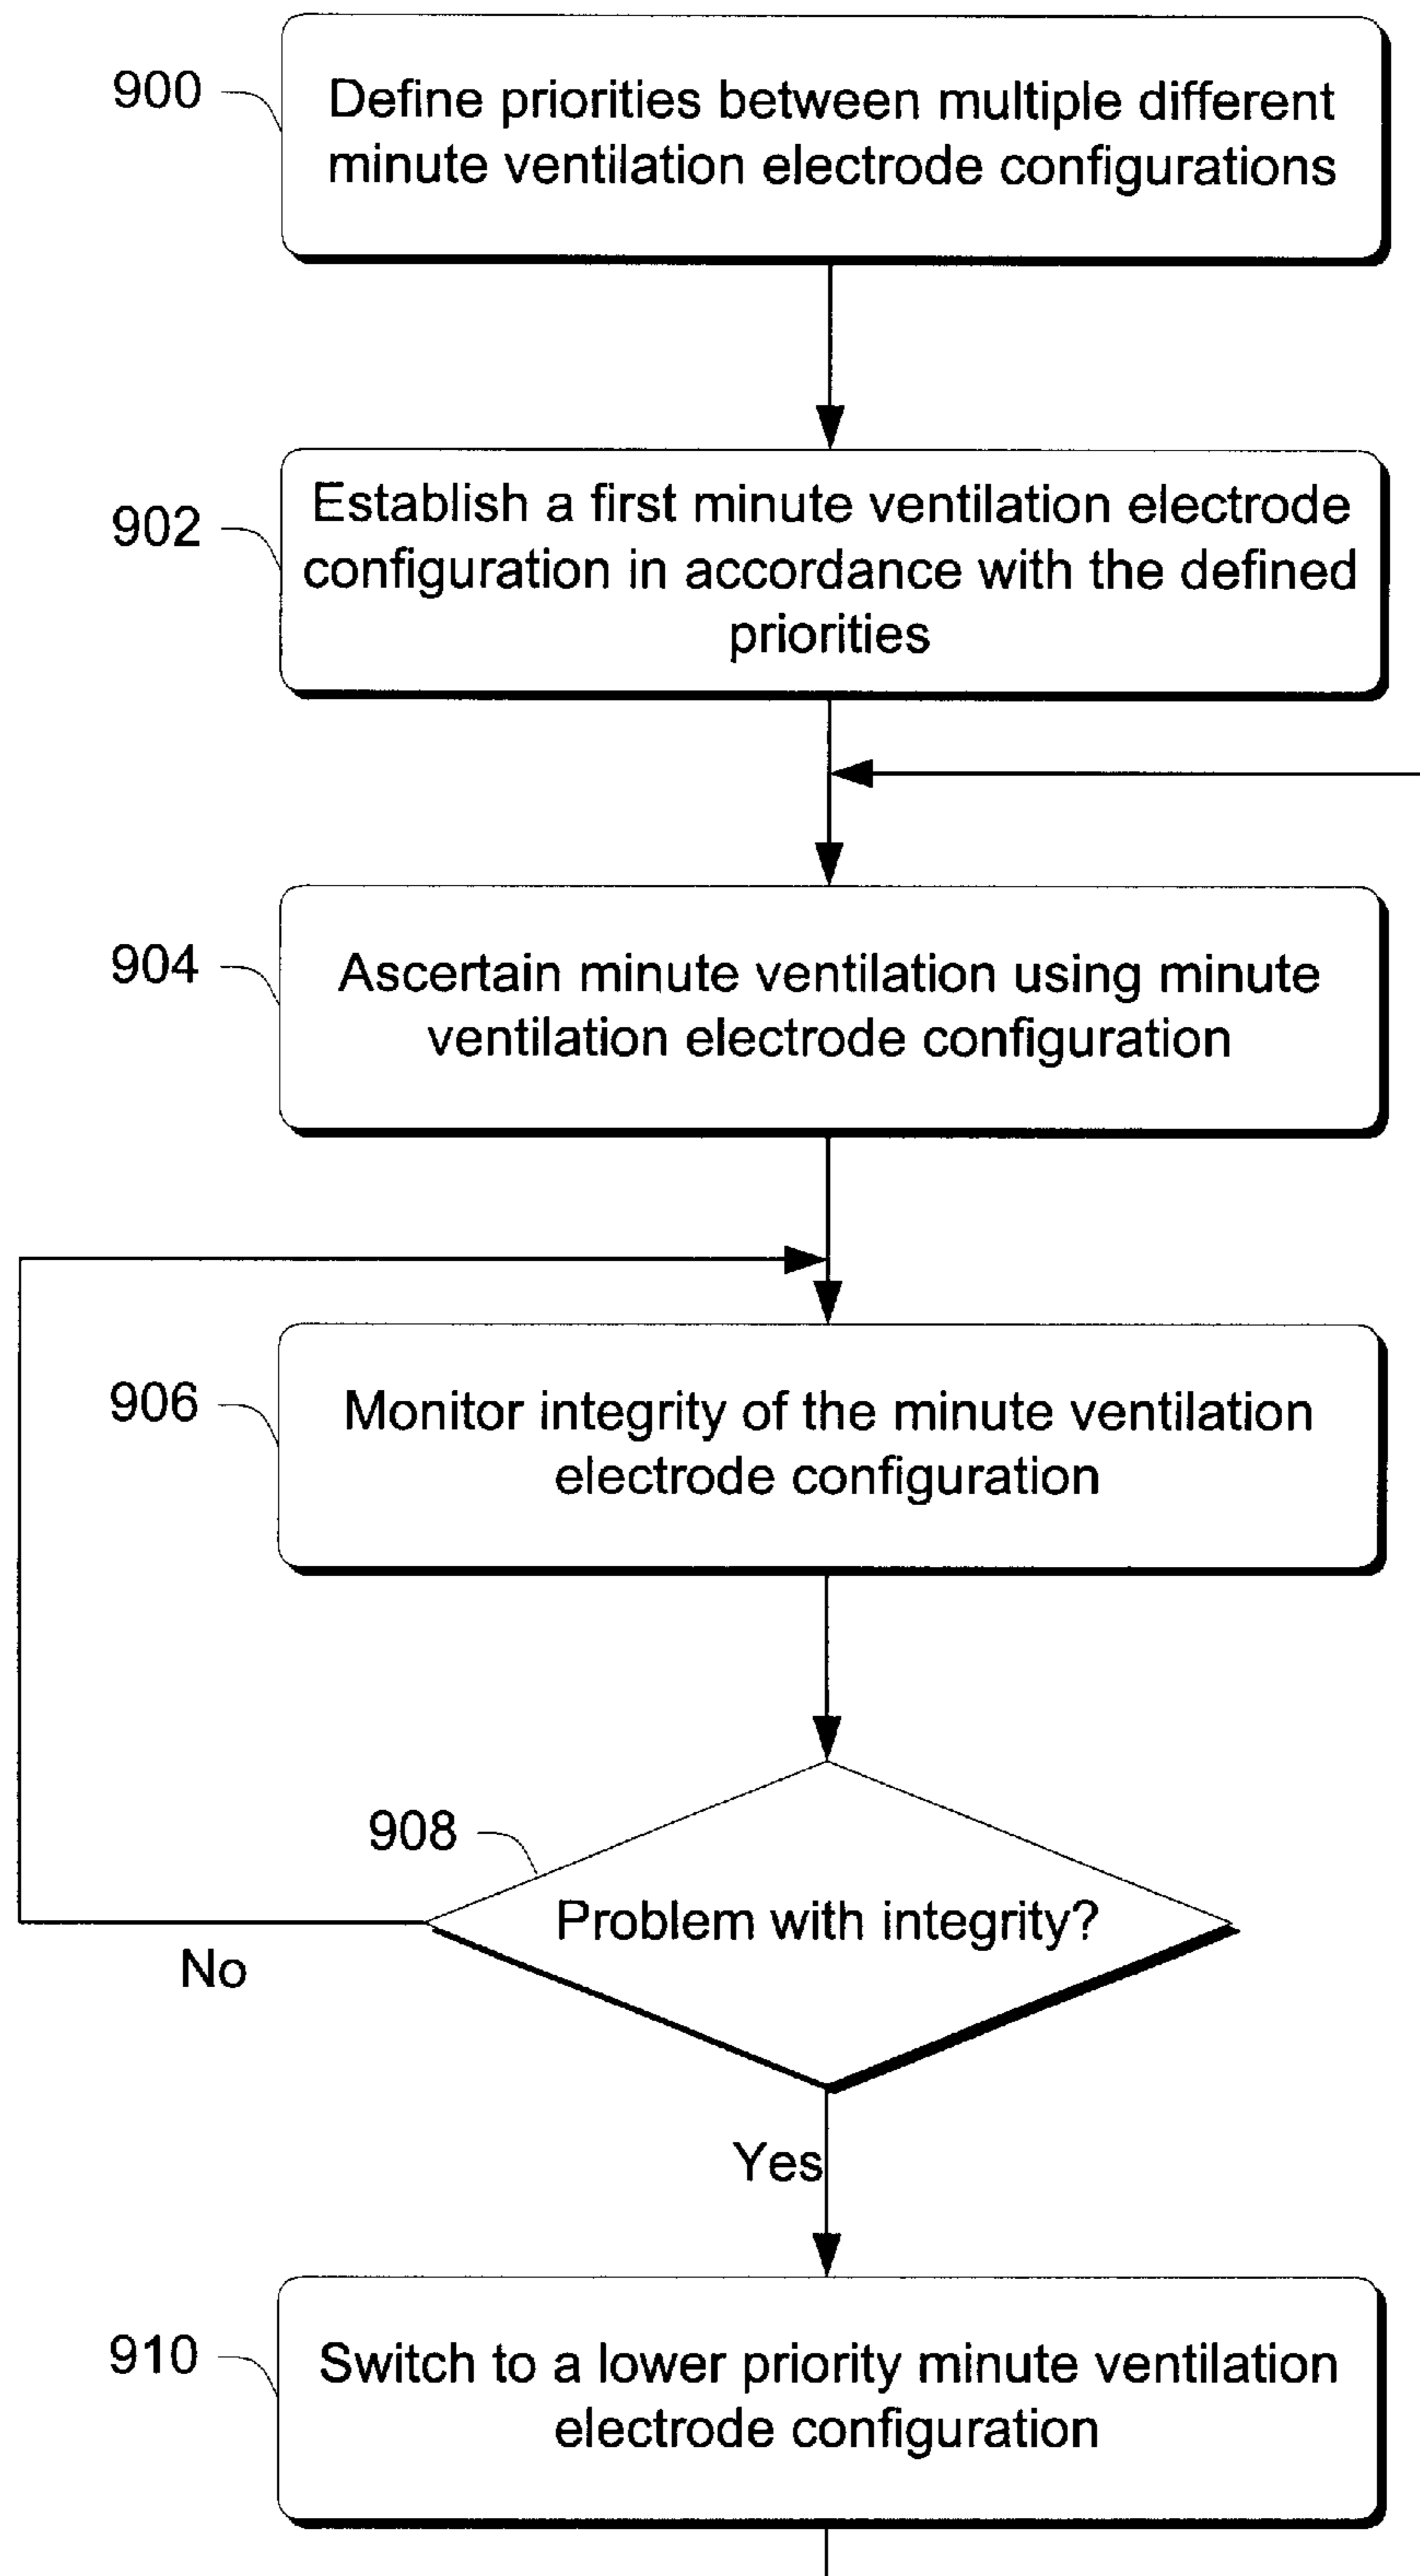 900
Define priorities between multiple different
minute ventilation electrode configurations
902
Establish a first minute ventilation electrode
configuration in accordance with the defined
priorities
904
Ascertain minute ventilation using minute
ventilation electrode configuration
906
Monitor integrity of the minute ventilation
electrode configuration
908
Problem with integrity?
No
Yes
910
Switch to a lower priority minute ventilation
electrode configuration